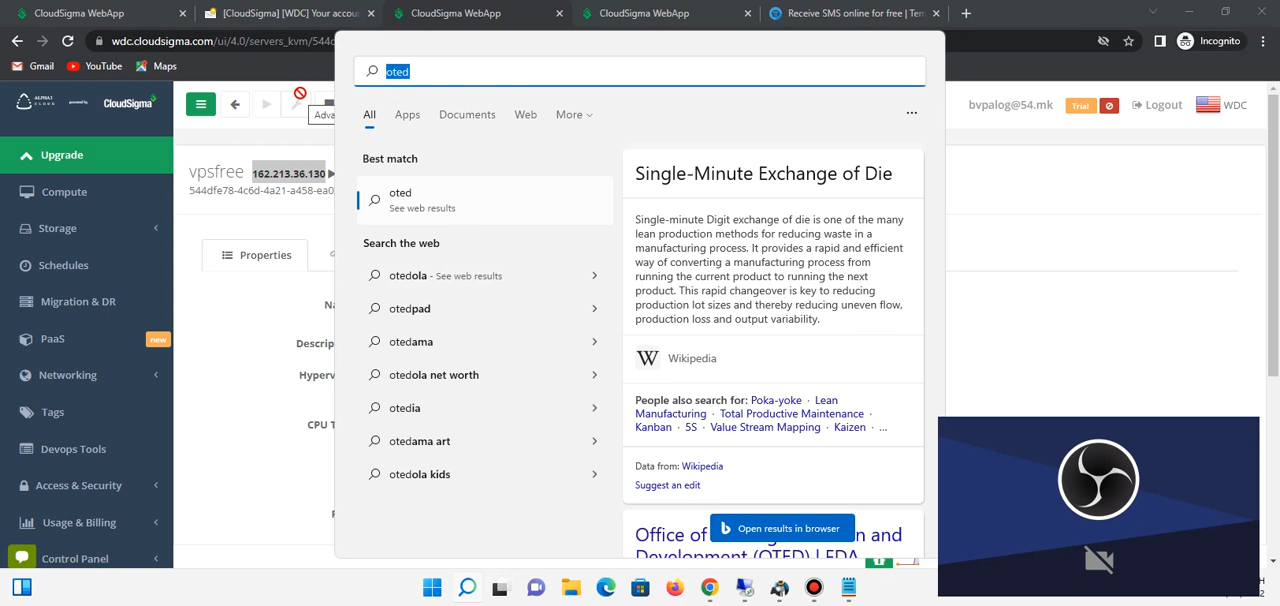 CloudSigma WebApp
[CloudSigma] [WDC] Your accou
CloudSigma WebApp
CloudSigma WebApp
Receive SMS online for free | Tem
wdc.cloudsigma.com/ui/4.0/servers_kvm/544d
Incognito
Gmail
YouTube
Maps
oted
All
Apps
Documents
Web
More
Best match
oted
See web results
Search the web
otedola - See web results
otedpad
otedama
otedola net worth
otedia
otedama art
otedola kids
Single-Minute Exchange of Die
Single-minute Digit exchange of die is one of the many
lean production methods for reducing waste in a
manufacturing process. It provides a rapid and efficient
way of converting a manufacturing process from
running the current product to running the next
product. This rapid changeover is key to reducing
production lot sizes and thereby reducing uneven flow,
production loss and output variability.
W Wikipedia
People also search for: Poka-yoke · Lean
Manufacturing · Total Productive Maintenance ·
Kanban · 5S · Value Stream Mapping · Kaizen · ...
Data from: Wikipedia
Suggest an edit
Open results in browser
CloudSigma
Upgrade
Compute
Storage
Schedules
Migration & DR
PaaS
new
Networking
Tags
Devops Tools
Access & Security
Usage & Billing
Control Panel
Adva
bvpalog@54.mk
Trial
Logout
WDC
vpsfree
162.213.36.130
544dfe78-4c6d-4a21-a458-ea0
Properties
Na
Descrip
Hyperv
CPU T